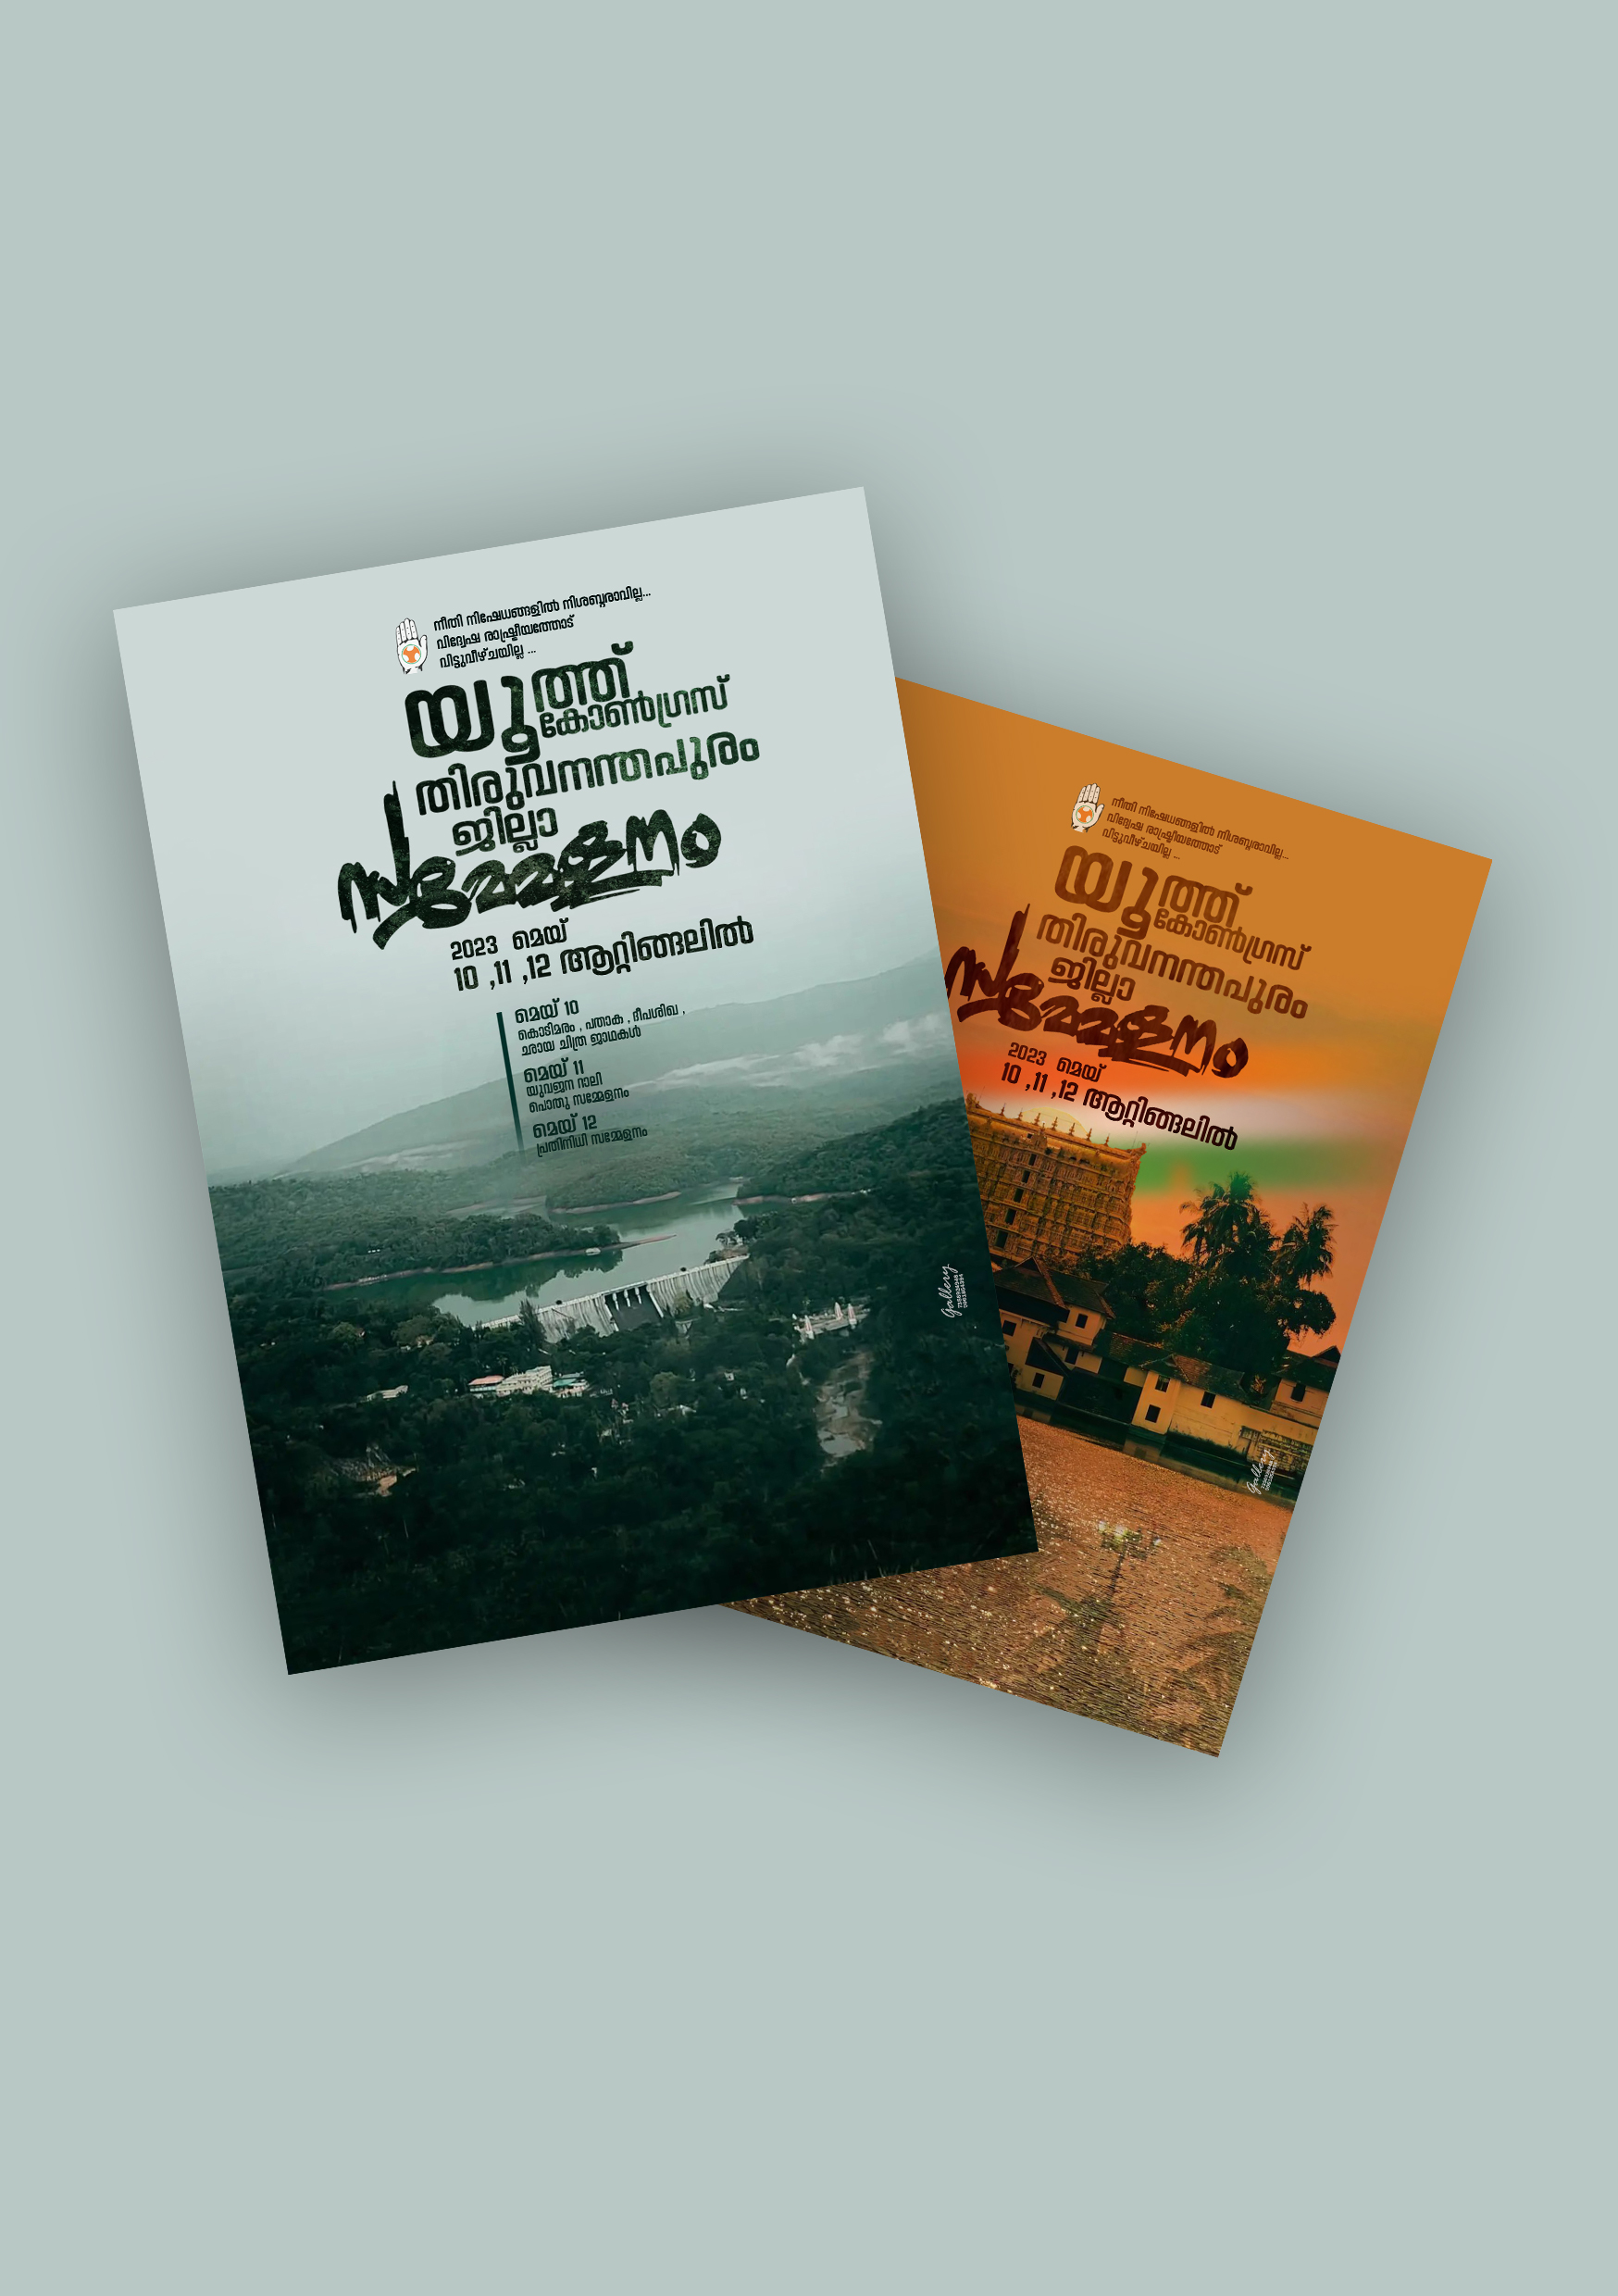 നീതി നിഷേധങ്ങളിൽ നിശബ്ദരാവില്ല...
വിദ്വേഷ രാഷ്ട്രീയത്തോട്
വിട്ടുവീഴ്ചയില്ല ...
യൂത്ത്
കോൺഗ്രസ്
തിരുവനന്തപുരം
ജില്ലാ
സമ്മേളനം
2023 മെയ്
10 ,11 ,12 ആറ്റിങ്ങലിൽ
മെയ് 10
കൊടിമരം , പതാക , ദീപശിഖ ,
ഛായ ചിത്ര ജാഥകൾ
മെയ് 11
യുവജന റാലി
പൊതു സമ്മേളനം
മെയ് 12
പ്രതിനിധി സമ്മേളനം
gallery
നീതി നിഷേധങ്ങളിൽ നിശബ്ദരാവില്ല...
വിദ്വേഷ രാഷ്ട്രീയത്തോട്
വിട്ടുവീഴ്ചയില്ല ...
യൂത്ത്
കോൺഗ്രസ്
തിരുവനന്തപുരം
ജില്ലാ
സമ്മേളനം
2023 മെയ്
10 ,11 ,12 ആറ്റിങ്ങലിൽ
gallery